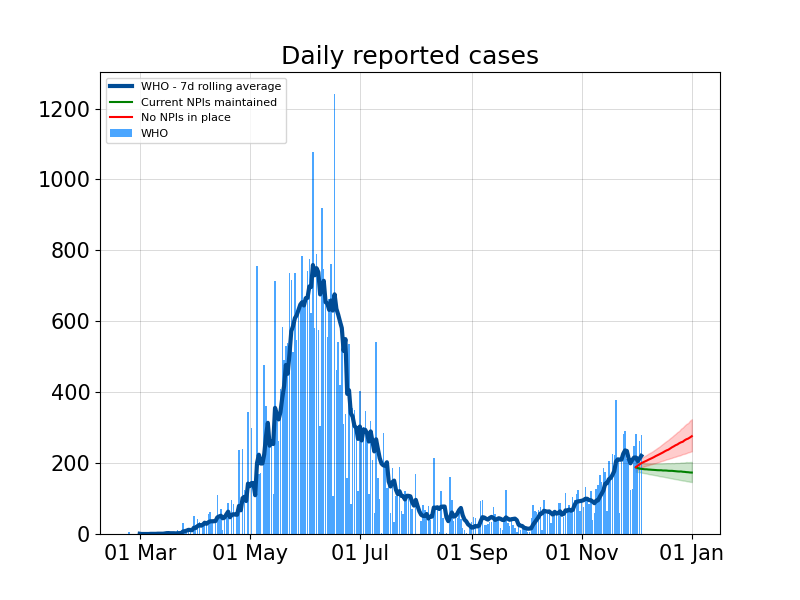 Daily reported cases
WHO - 7d rolling average
Current NPIs maintained
No NPIs in place
WHO
1200
1000
800
600
400
200
0
01 Mar 01 May 01 Jul 01 Sep 01 Nov 01 Jan